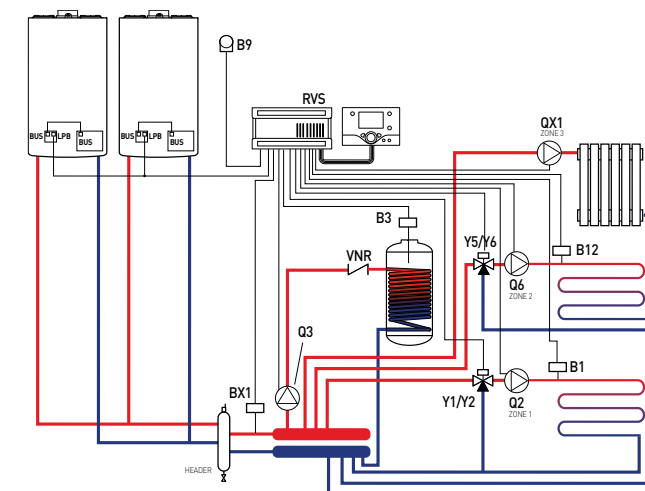 B9
RVS
QX1
ZONE 3
BUS LPB
BUS
BUS LPB
BUS
B3
Y5/Y6
B12
VNR
Q6
ZONE 2
Q3
B1
BX1
Y1/Y2
Q2
ZONE 1
HEADER